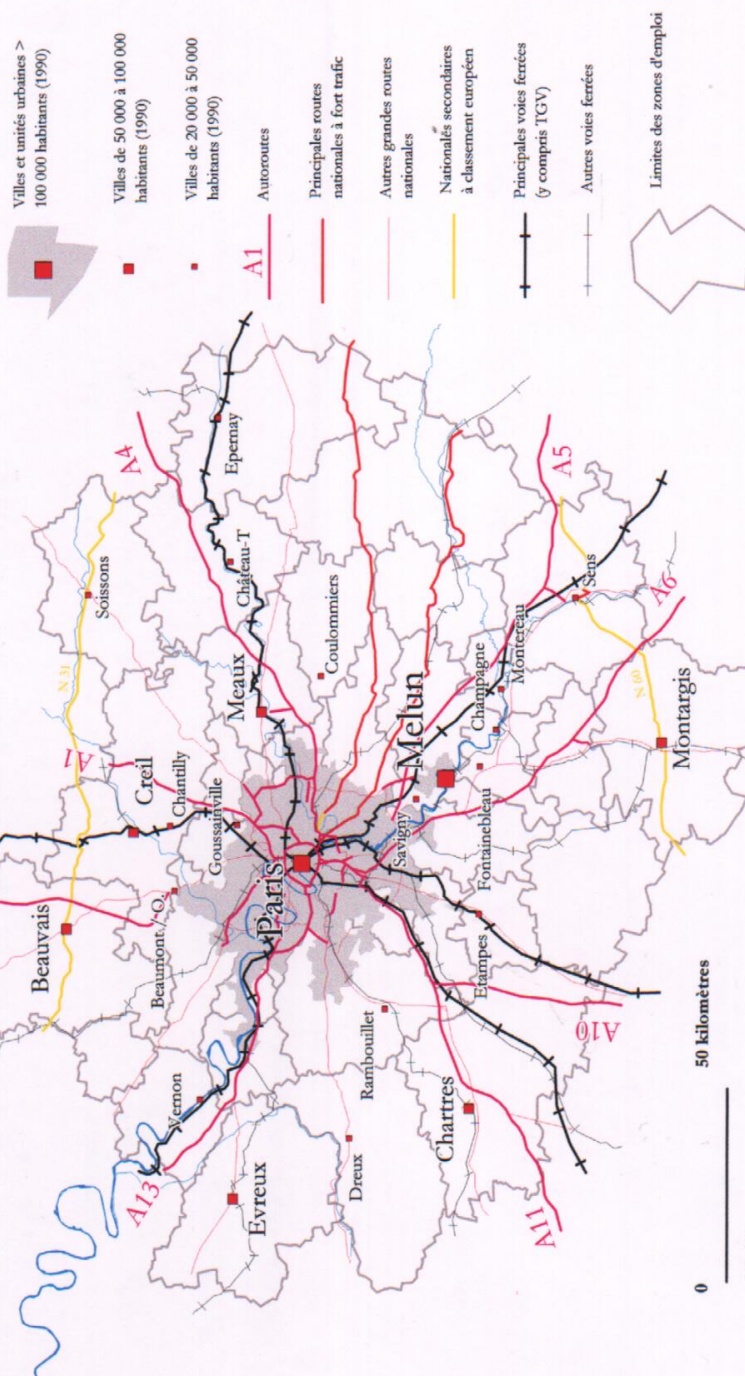 Villes et unités urbaines >
100 000 habitants (1990)
Villes de 50 000 à 100 000
habitants (1990)
Villes de 20 000 à 50 000
habitants (1990)
A1
Autoroutes
Principales routes
nationales à fort trafic
Autres grandes routes
nationales
Nationalés secondaires
à classement européen
Principales voies ferrées
(y compris TGV)
Autres voies ferrées
Limites des zones d'emploi
Beauvais
N 31
Soissons
A1
Creil
Chantilly
Beaumont /-O.
Goussainville
A4
Epernay
Château-T
Meaux
Vernon
A13
Evreux
Paris
Coulommiers
Dreux
Rambouillet
Savigny
Melun
Chartres
Etampes
Fontainebleau
Champagne
Montereau
A5
Sens
A11
A10
A6
N 60
Montargis
0
50 kilomètres